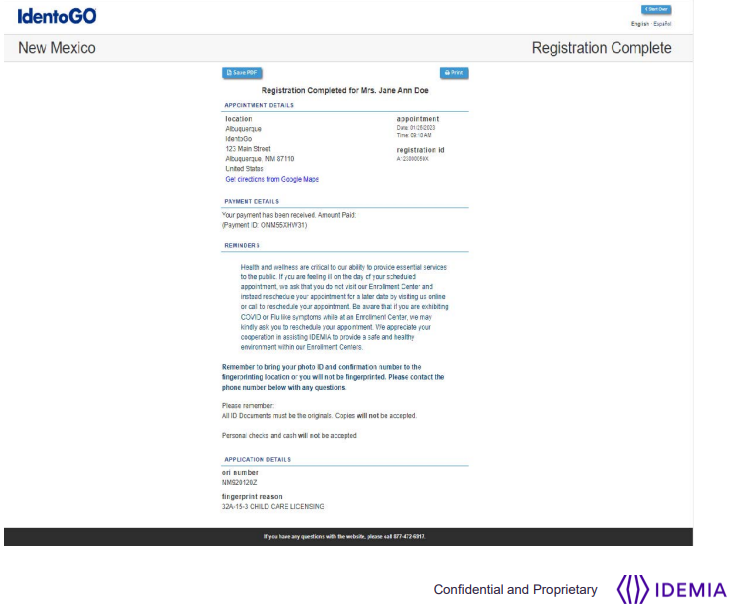 IdentoGO
Start Over
English Español
New Mexico
Registration Complete
Save PDF
Print
Registration Completed for Mrs. Jane Ann Doe
APPOINTMENT DETAILS
location
Albuquerque
IdentoGo
123 Main Street
Albuquerque, NM 87110
United States
Get directions from Google Maps
appointment
Date: 01/25/2023
Time: 09:10 AM
registration id
PAYMENT DETAILS
Your payment has been received. Amount Paid:
(Payment ID:
REMINDERS
Health and wellness are critical to our ability to provide essential services
to the public. If you are feeling ill on the day of your scheduled
appointment, we ask that you do not visit our Enrollment Center and
instead reschedule your appointment for a later date by visiting us online
or call to reschedule your appointment. Be aware that if you are exhibiting
COVID or Flu like symptoms while at an Enrollment Center, we may
kindly ask you to reschedule your appointment. We appreciate your
cooperation in assisting IDEMIA to provide a safe and healthy
environment within our Enrollment Centers.
Remember to bring your photo ID and confirmation number to the
fingerprinting location or you will not be fingerprinted. Please contact the
phone number below with any questions.
Please remember:
All ID Documents must be the originals. Copies will not be accepted.
Personal checks and cash will not be accepted
APPLICATION DETAILS
ori number
NM920120Z
fingerprint reason
32A-15-3 CHILD CARE LICENSING
If you have any questions with the website, please call 877-472-6917.
Confidential and Proprietary
IDEMIA